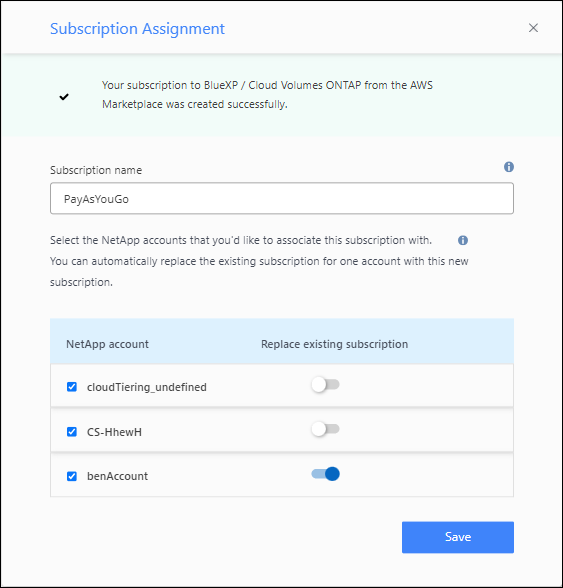 Subscription Assignment
Your subscription to BlueXP / Cloud Volumes ONTAP from the AWS
Marketplace was created successfully.
Subscription name
PayAsYouGo
Select the NetApp accounts that you'd like to associate this subscription with.
You can automatically replace the existing subscription for one account with this new
subscription.
NetApp account Replace existing subscription
cloudTiering_undefined
CS-HhewH
benAccount
Save